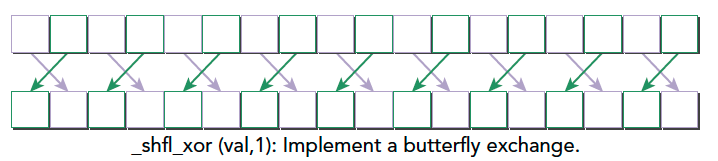 _shfl_xor (val,1): Implement a butterfly exchange.